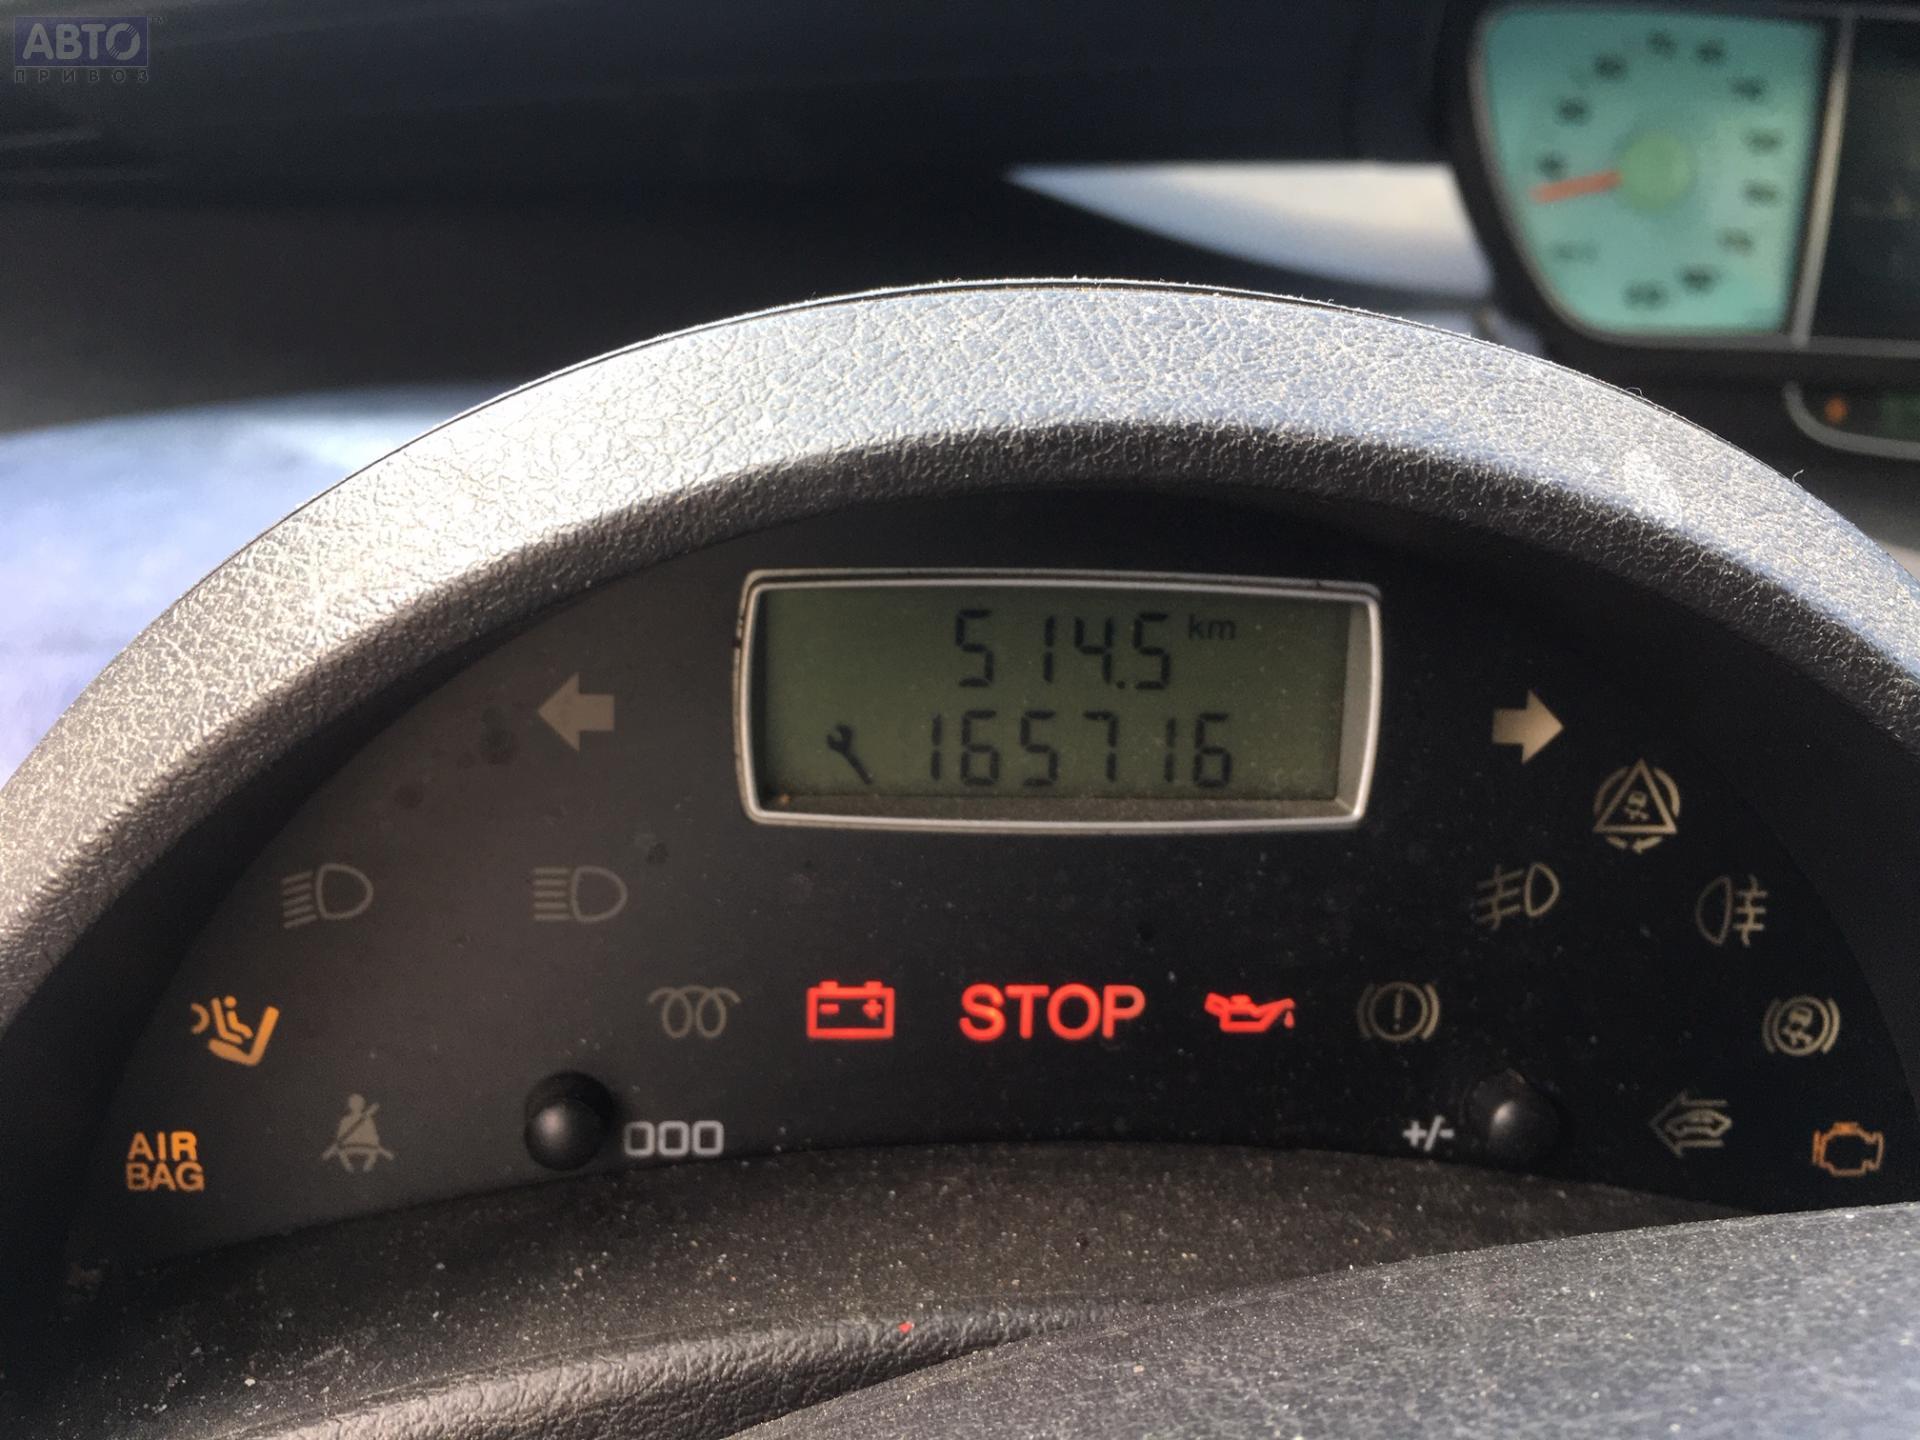 АВТО
ПРИВОЗ
514.5 km
165716
STOP
000
+/-
AIR
BAG